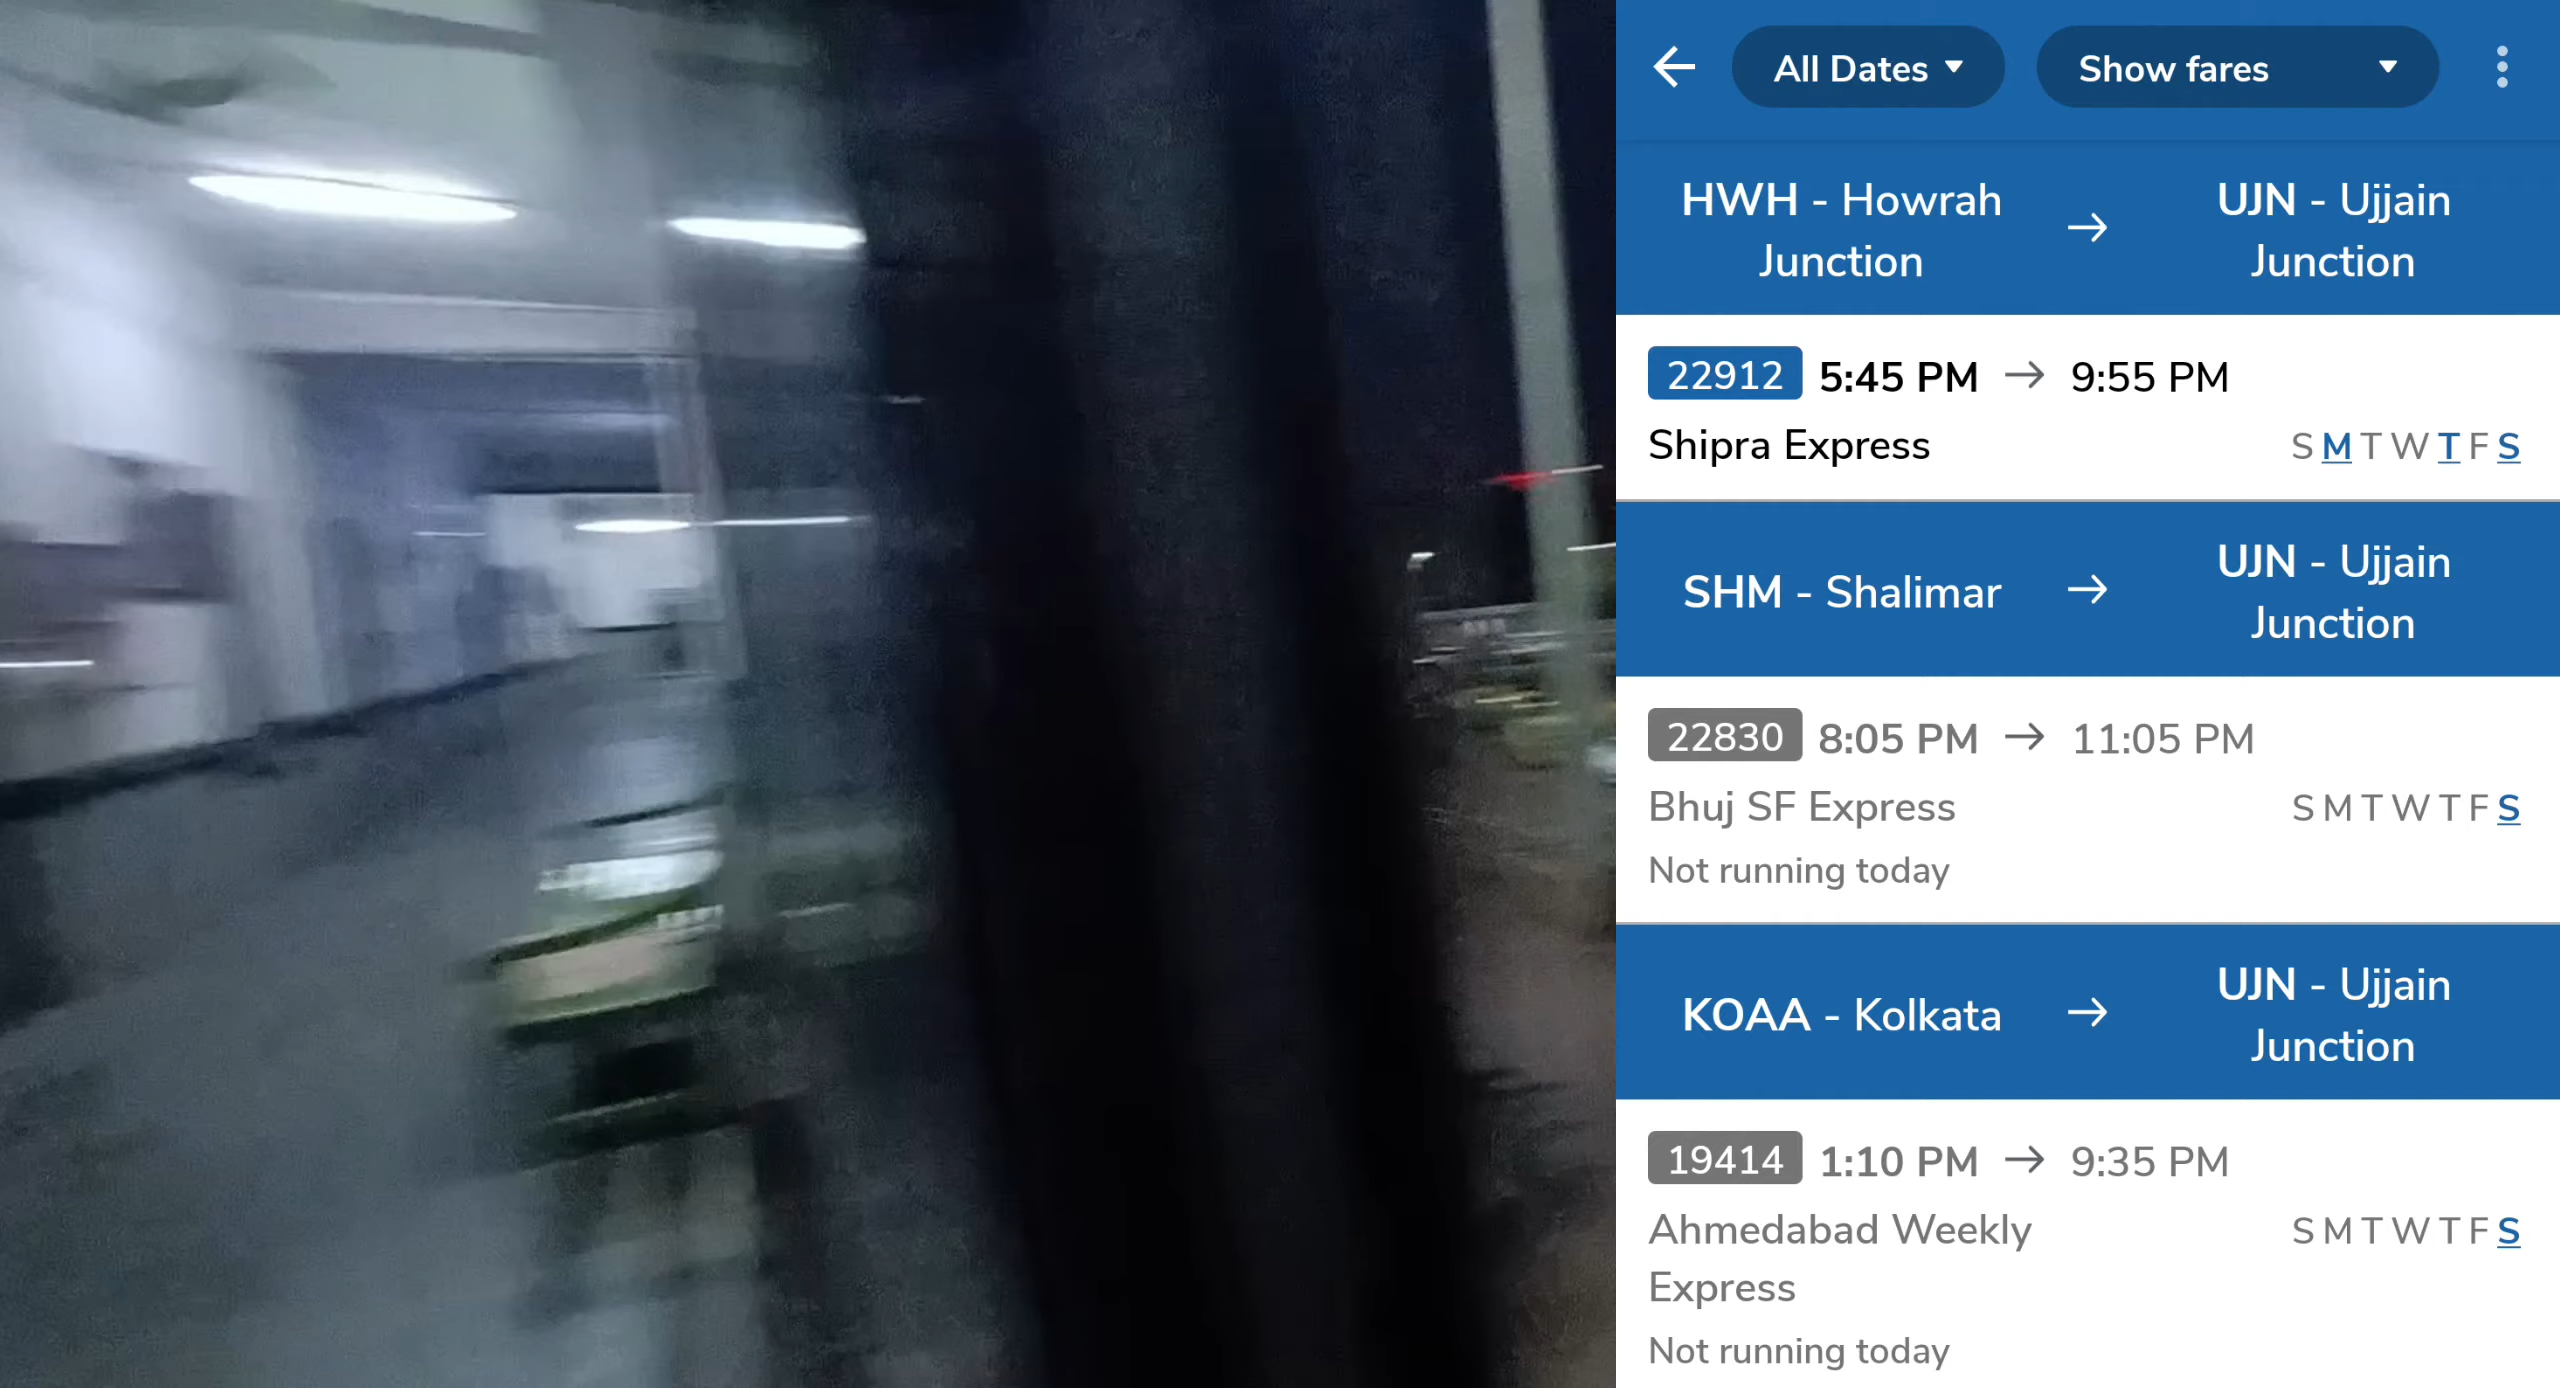 All Dates
Show fares
HWH - Howrah Junction
UJN - Ujjain Junction
22912 5:45 PM → 9:55 PM
Shipra Express
S M T W T F S
SHM - Shalimar
UJN - Ujjain Junction
22830 8:05 PM → 11:05 PM
Bhuj SF Express
S M T W T F S
Not running today
KOAA - Kolkata
UJN - Ujjain Junction
19414 1:10 PM → 9:35 PM
Ahmedabad Weekly
Express
S M T W T F S
Not running today